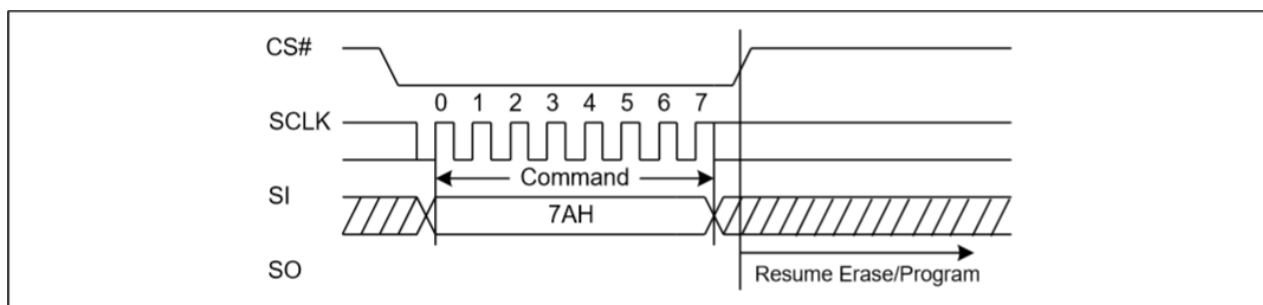 CS#
0 1 2 3 4 5 6 7
SCLK
Command
SI
7AH
SO
Resume Erase/Program